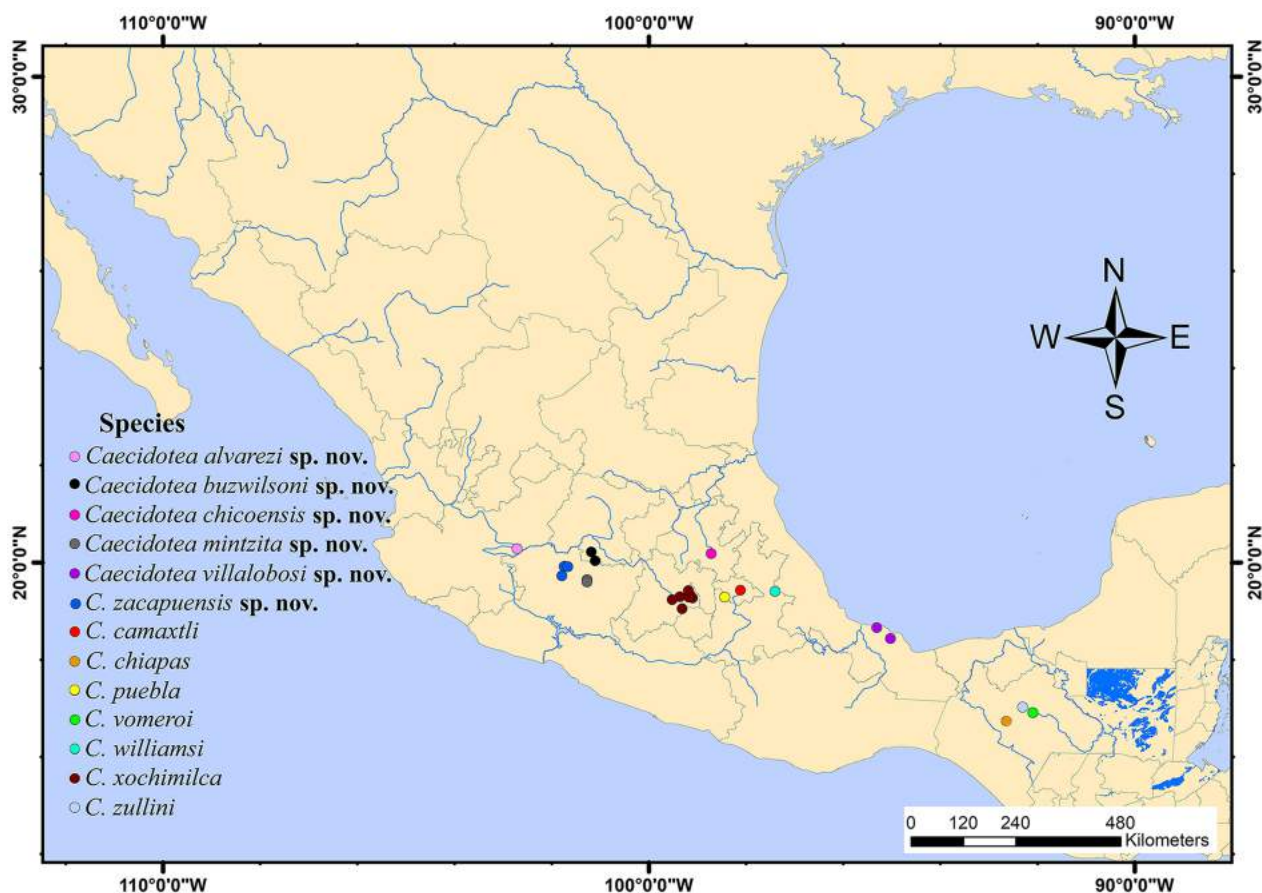 110°0'0"W 100°0'0"W 90°0'0"W
30°0'0"N 30°0'0"N
N
W E
S
Species
Caecidotea alvarezi sp. nov.
Caecidotea buzwilsoni sp. nov.
Caecidotea chicoensis sp. nov.
Caecidotea mintzita sp. nov.
Caecidotea villalobosi sp. nov.
C. zacapuensis sp. nov.
C. camaxtli
C. chiapas
C. puebla
C. vomeroi
C. williamsi
C. xochimilca
C. zullini
20°0'0"N 20°0'0"N
0 120 240 480
Kilometers
110°0'0"W 100°0'0"W 90°0'0"W